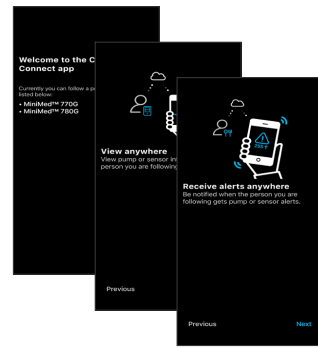 Welcome to the C
Connect app
Currently you can follow a p
listed below.
• MiniMed™ 770G
• MiniMed™ 780G
View anywhere
View pump or sensor in
person you are following
Previous
Receive alerts anywhere
Be notified when the person you are
following gets pump or sensor alerts.
Previous
Next